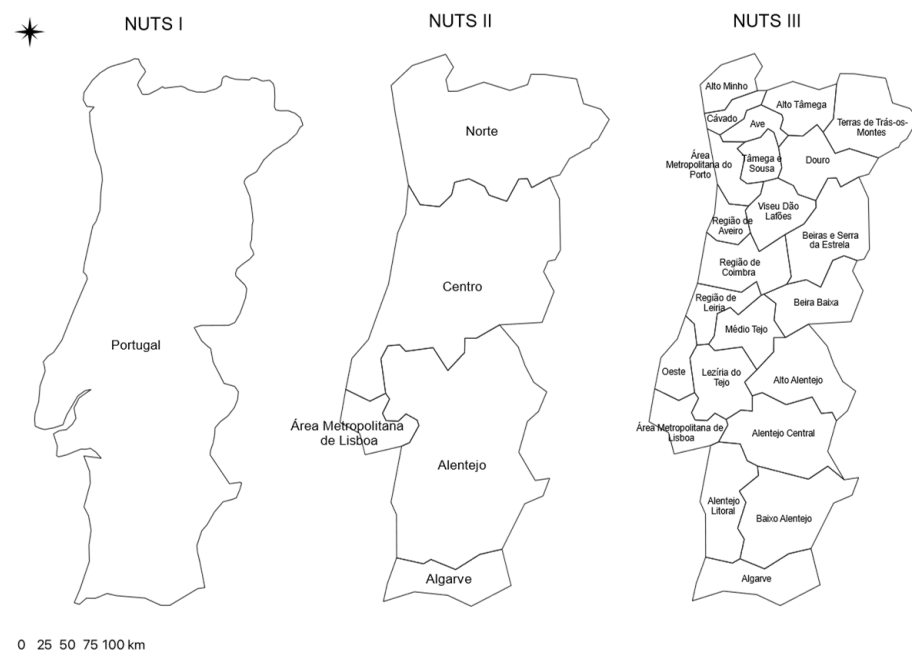 NUTS I
NUTS II
NUTS III
Portugal
Norte
Centro
Área Metropolitana
de Lisboa
Alentejo
Algarve
Alto Minho
Alto Tâmega
Cávado
Ave
Terras de Trás-os-
Montes
Área
Metropolitana do
Porto
Tâmega e
Sousa
Douro
Viseu Dão
Lafões
Região de
Aveiro
Beiras e Serra
da Estrela
Região de
Coimbra
Região de
Leiria
Beira Baixa
Médio Tejo
Oeste
Lezíria do
Tejo
Alto Alentejo
Área Metropolitana de
Lisboa
Alentejo Central
Alentejo
Litoral
Baixo Alentejo
Algarve
0 25 50 75 100 km